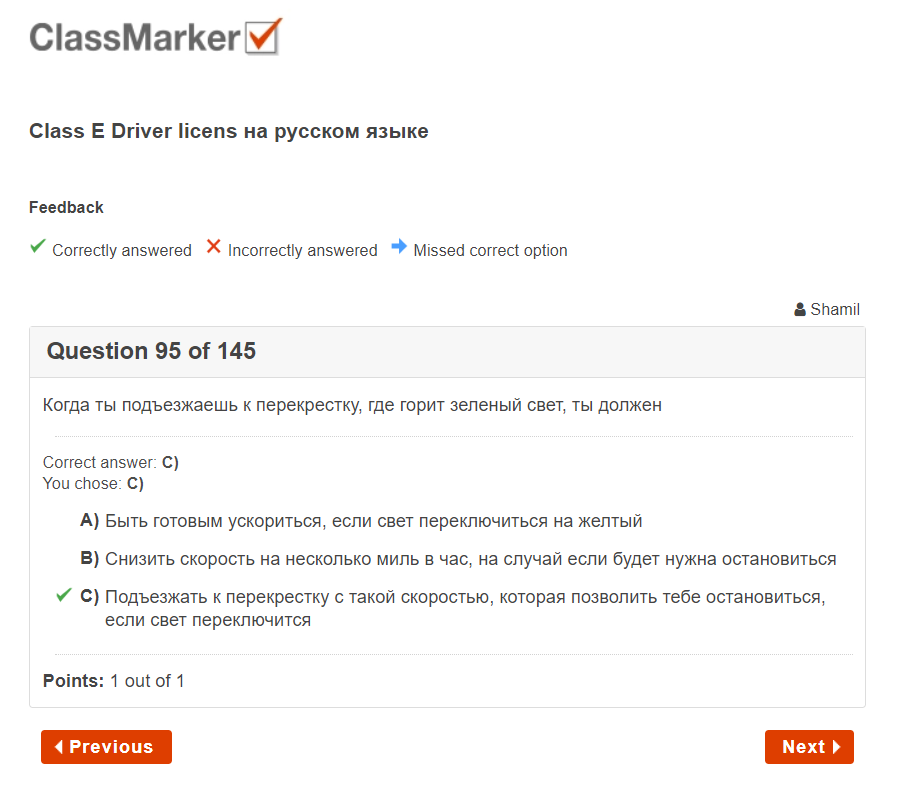 ClassMarker
Class E Driver licens на русском языке
Feedback
Correctly answered Incorrectly answered Missed correct option
Shamil
Question 95 of 145
Когда ты подъезжаешь к перекрестку, где горит зеленый свет, ты должен
Correct answer: C)
You chose: C)
A) Быть готовым ускориться, если свет переключиться на желтый
B) Снизить скорость на несколько миль в час, на случай если будет нужна остановиться
C) Подъезжать к перекрестку с такой скоростью, которая позволить тебе остановиться,
если свет переключится
Points: 1 out of 1
Previous
Next